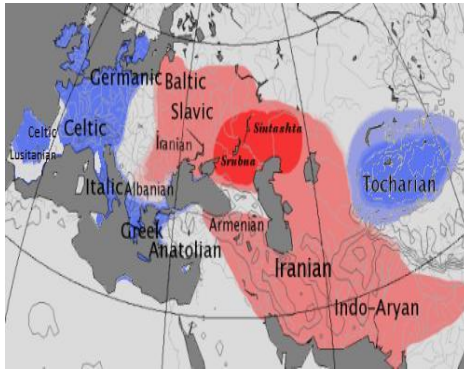 Germanic
Baltic
Slavic
Celtic
Celtic
Lusitanian
Iranian
Sintashta
Srubna
Italic
Albanian
Tocharian
Greek
Anatolian
Armenian
Iranian
Indo-Aryan